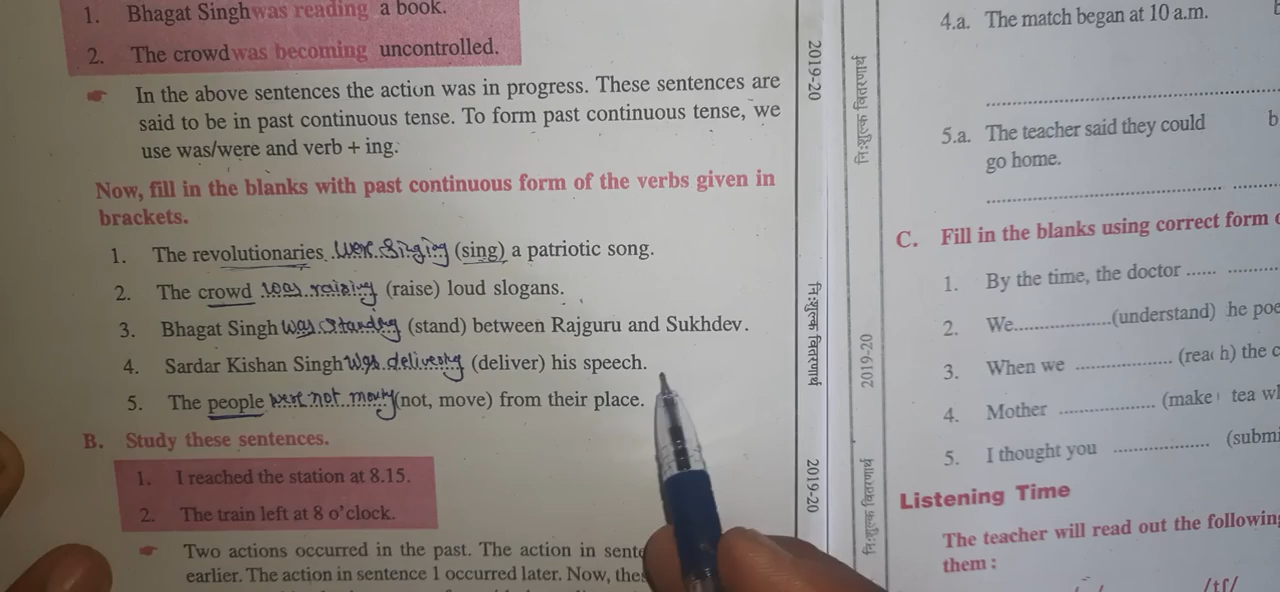 1. Bhagat Singh was reading a book.
2. The crowd was becoming uncontrolled.
In the above sentences the action was in progress. These sentences are
said to be in past continuous tense. To form past continuous tense, we
use was/were and verb + ing.
Now, fill in the blanks with past continuous form of the verbs given in
brackets.
1. The revolutionaries were singing (sing) a patriotic song.
2. The crowd was raising (raise) loud slogans.
3. Bhagat Singh was standing (stand) between Rajguru and Sukhdev.
4. Sardar Kishan Singh was delivering (deliver) his speech.
5. The people were not moving (not, move) from their place.
B. Study these sentences.
1. I reached the station at 8.15.
2. The train left at 8 o'clock.
Two actions occurred in the past. The action in
earlier. The action in sentence 1 occurred later. Now,
2019-20
नि:शुल्क वितरणार्थ
2019-20
नि:शुल्क वितरणार्थ
2019-20
नि:शुल्क वितरणार्थ
4.a. The match began at 10 a.m.
5.a. The teacher said they could b
go home.
C. Fill in the blanks using correct form
1. By the time, the doctor ...... ............
2. We..................(understand) he
3. When we .................. (reach) the
4. Mother .................. (make tea
5. I thought you ..................
Listening Time
The teacher will read out the following
them :
/tʃ/